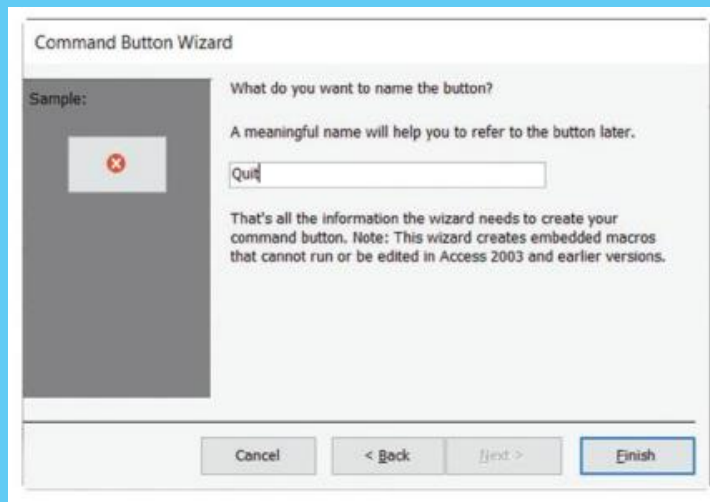 Command Button Wizard
Sample:
What do you want to name the button?
A meaningful name will help you to refer to the button later.
Quit
That's all the information the wizard needs to create your
command button. Note: This wizard creates embedded macros
that cannot run or be edited in Access 2003 and earlier versions.
Cancel
< Back
Next >
Finish